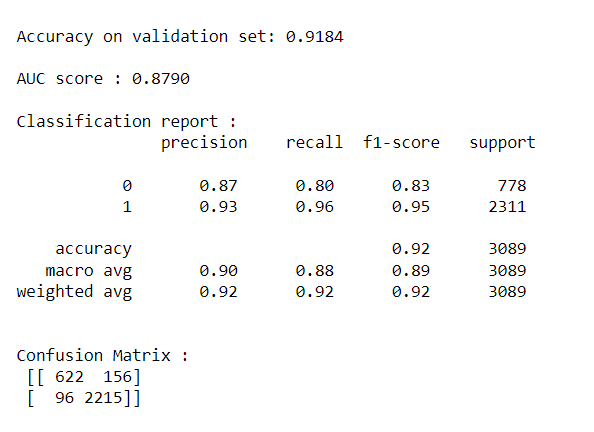 Accuracy on validation set: 0.9184
AUC score : 0.8790
Classification report :
precision recall f1-score support
0 0.87 0.80 0.83 778
1 0.93 0.96 0.95 2311
accuracy 0.92 3089
macro avg 0.90 0.88 0.89 3089
weighted avg 0.92 0.92 0.92 3089
Confusion Matrix :
[[ 622 156]
[ 96 2215]]